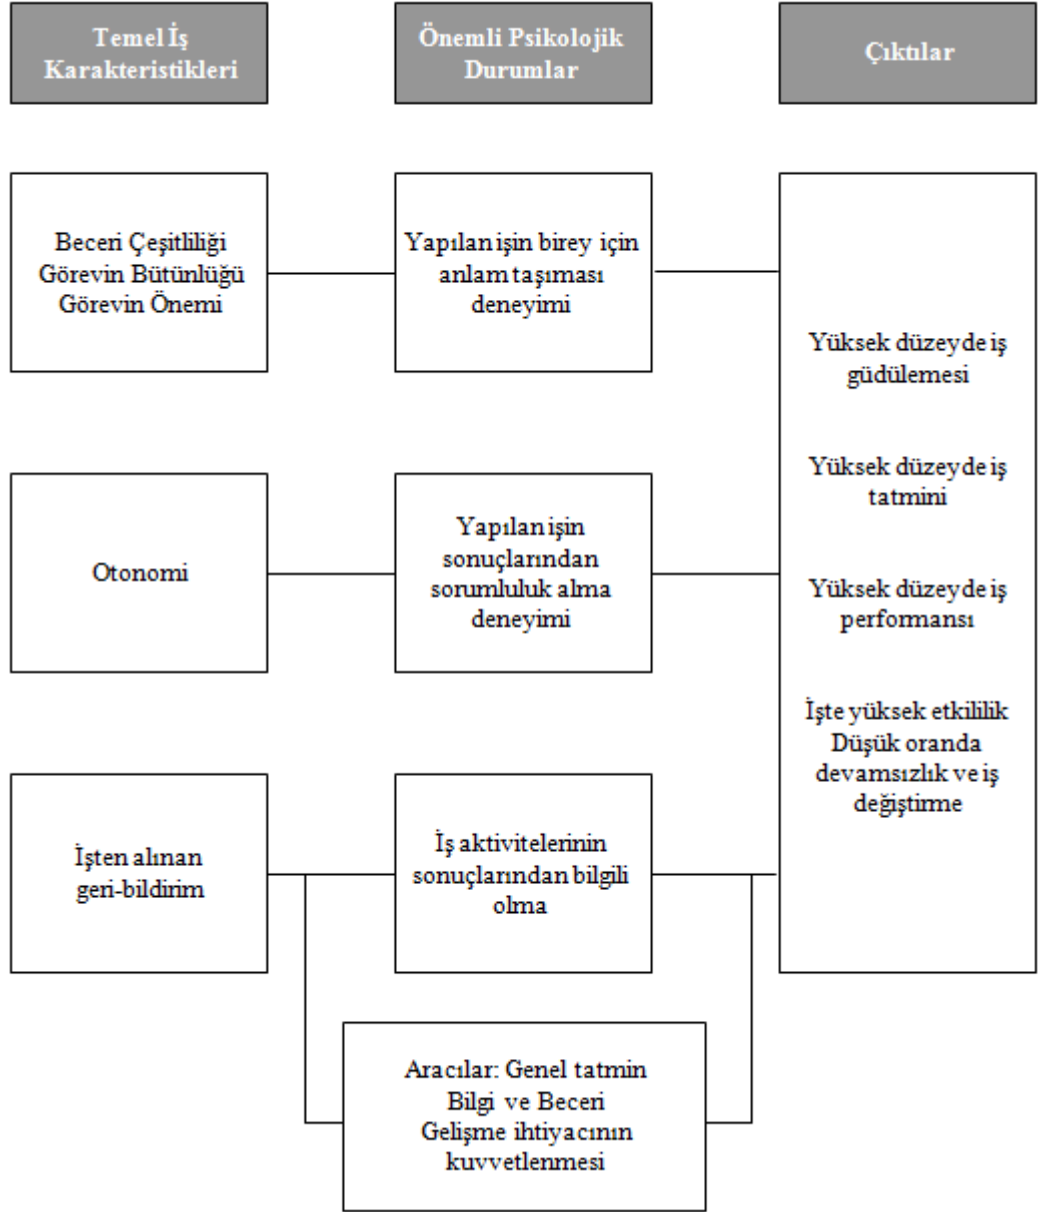 Temel İş
Karakteristikleri
Önemli Psikolojik
Durumlar
Çıktılar
Beceri Çeşitliliği
Görevin Bütünlüğü
Görevin Önemi
Yapılan işin birey için
anlam taşıması
deneyimi
Otonomi
Yapılan işin
sonuçlarından
sorumluluk alma
deneyimi
İşten alınan
geri-bildirim
İş aktivitelerinin
sonuçlarından bilgili
olma
Yüksek düzeyde iş
güdülemesi
Yüksek düzeyde iş
tatmini
Yüksek düzeyde iş
performansı
İşte yüksek etkililik
Düşük oranda
devamsızlık ve iş
değiştirme
Aracılar: Genel tatmin
Bilgi ve Beceri
Gelişme ihtiyacının
kuvvetlenmesi